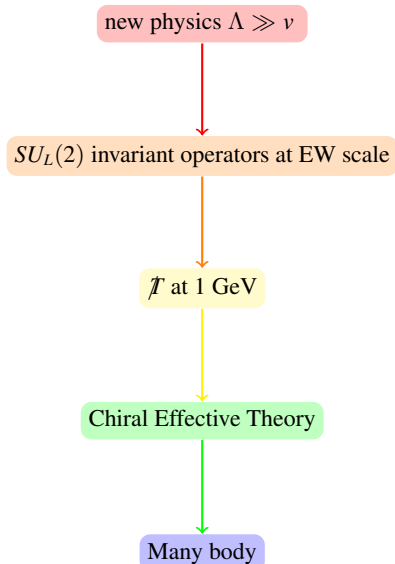 new physics Λ ≫ v
SU_L(2) invariant operators at EW scale
T̸ at 1 GeV
Chiral Effective Theory
Many body